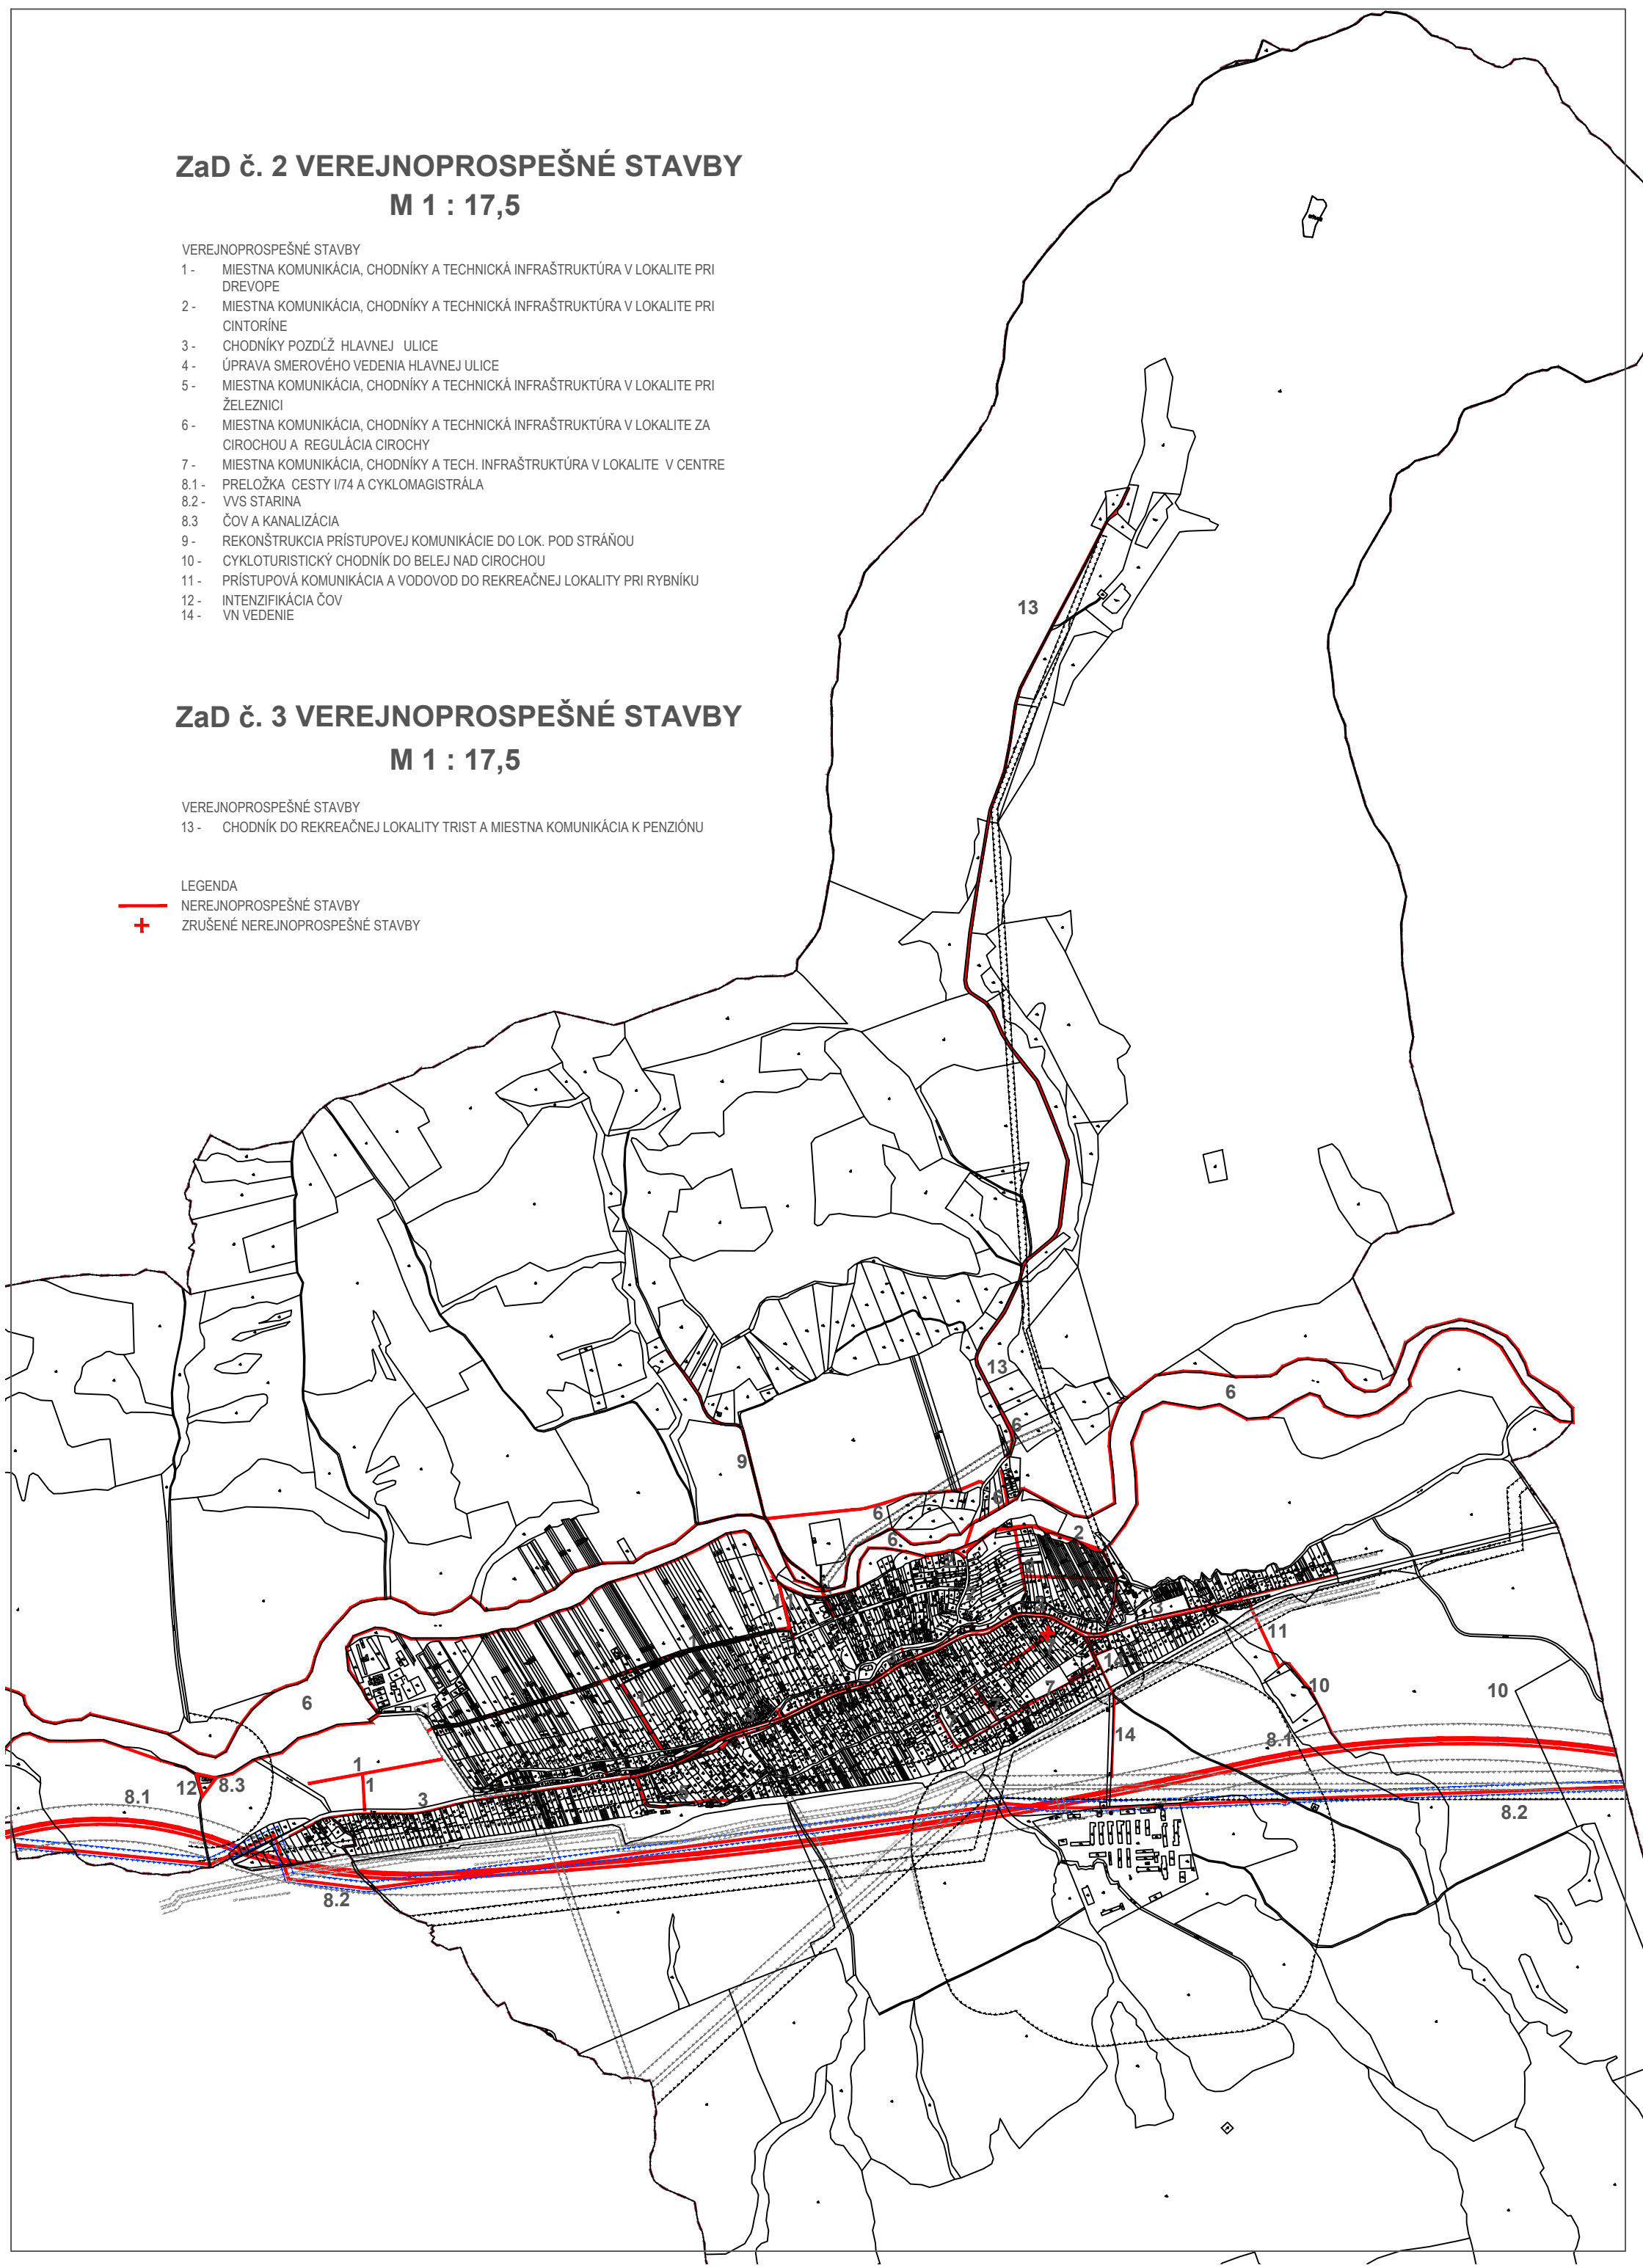 ZaD č. 2 VEREJNOPROSPEŠNÉ STAVBY
M 1 : 17,5
VEREJNOPROSPEŠNÉ STAVBY
1 - MIESTNA KOMUNIKÁCIA, CHODNÍKY A TECHNICKÁ INFRAŠTRUKTÚRA V LOKALITE PRI
DREVOPE
2 - MIESTNA KOMUNIKÁCIA, CHODNÍKY A TECHNICKÁ INFRAŠTRUKTÚRA V LOKALITE PRI
CINTORÍNE
3 - CHODNÍKY POZDĹŽ HLAVNEJ ULICE
4 - ÚPRAVA SMEROVÉHO VEDENIA HLAVNEJ ULICE
5 - MIESTNA KOMUNIKÁCIA, CHODNÍKY A TECHNICKÁ INFRAŠTRUKTÚRA V LOKALITE PRI
ŽELEZNICI
6 - MIESTNA KOMUNIKÁCIA, CHODNÍKY A TECHNICKÁ INFRAŠTRUKTÚRA V LOKALITE ZA
CIROCHOU A REGULÁCIA CIROCHY
7 - MIESTNA KOMUNIKÁCIA, CHODNÍKY A TECH. INFRAŠTRUKTÚRA V LOKALITE V CENTRE
8.1 - PRELOŽKA CESTY I/74 A CYKLOMAGISTRÁLA
8.2 - VVS STARINA
8.3 ČOV A KANALIZÁCIA
9 - REKONŠTRUKCIA PRÍSTUPOVEJ KOMUNIKÁCIE DO LOK. POD STRÁŇOU
10 - CYKLOTURISTICKÝ CHODNÍK DO BELEJ NAD CIROCHOU
11 - PRÍSTUPOVÁ KOMUNIKÁCIA A VODOVOD DO REKREAČNEJ LOKALITY PRI RYBNÍKU
12 - INTENZIFIKÁCIA ČOV
14 - VN VEDENIE
ZaD č. 3 VEREJNOPROSPEŠNÉ STAVBY
M 1 : 17,5
VEREJNOPROSPEŠNÉ STAVBY
13 - CHODNÍK DO REKREAČNEJ LOKALITY TRIST A MIESTNA KOMUNIKÁCIA K PENZIÓNU
LEGENDA
NEREJNOPROSPEŠNÉ STAVBY
ZRUŠENÉ NEREJNOPROSPEŠNÉ STAVBY
13
13
6
6
9
6
6
6
2
11
14
7
10
10
6
14
8.1
1
1
12
8.3
8.1
3
8.2
8.2